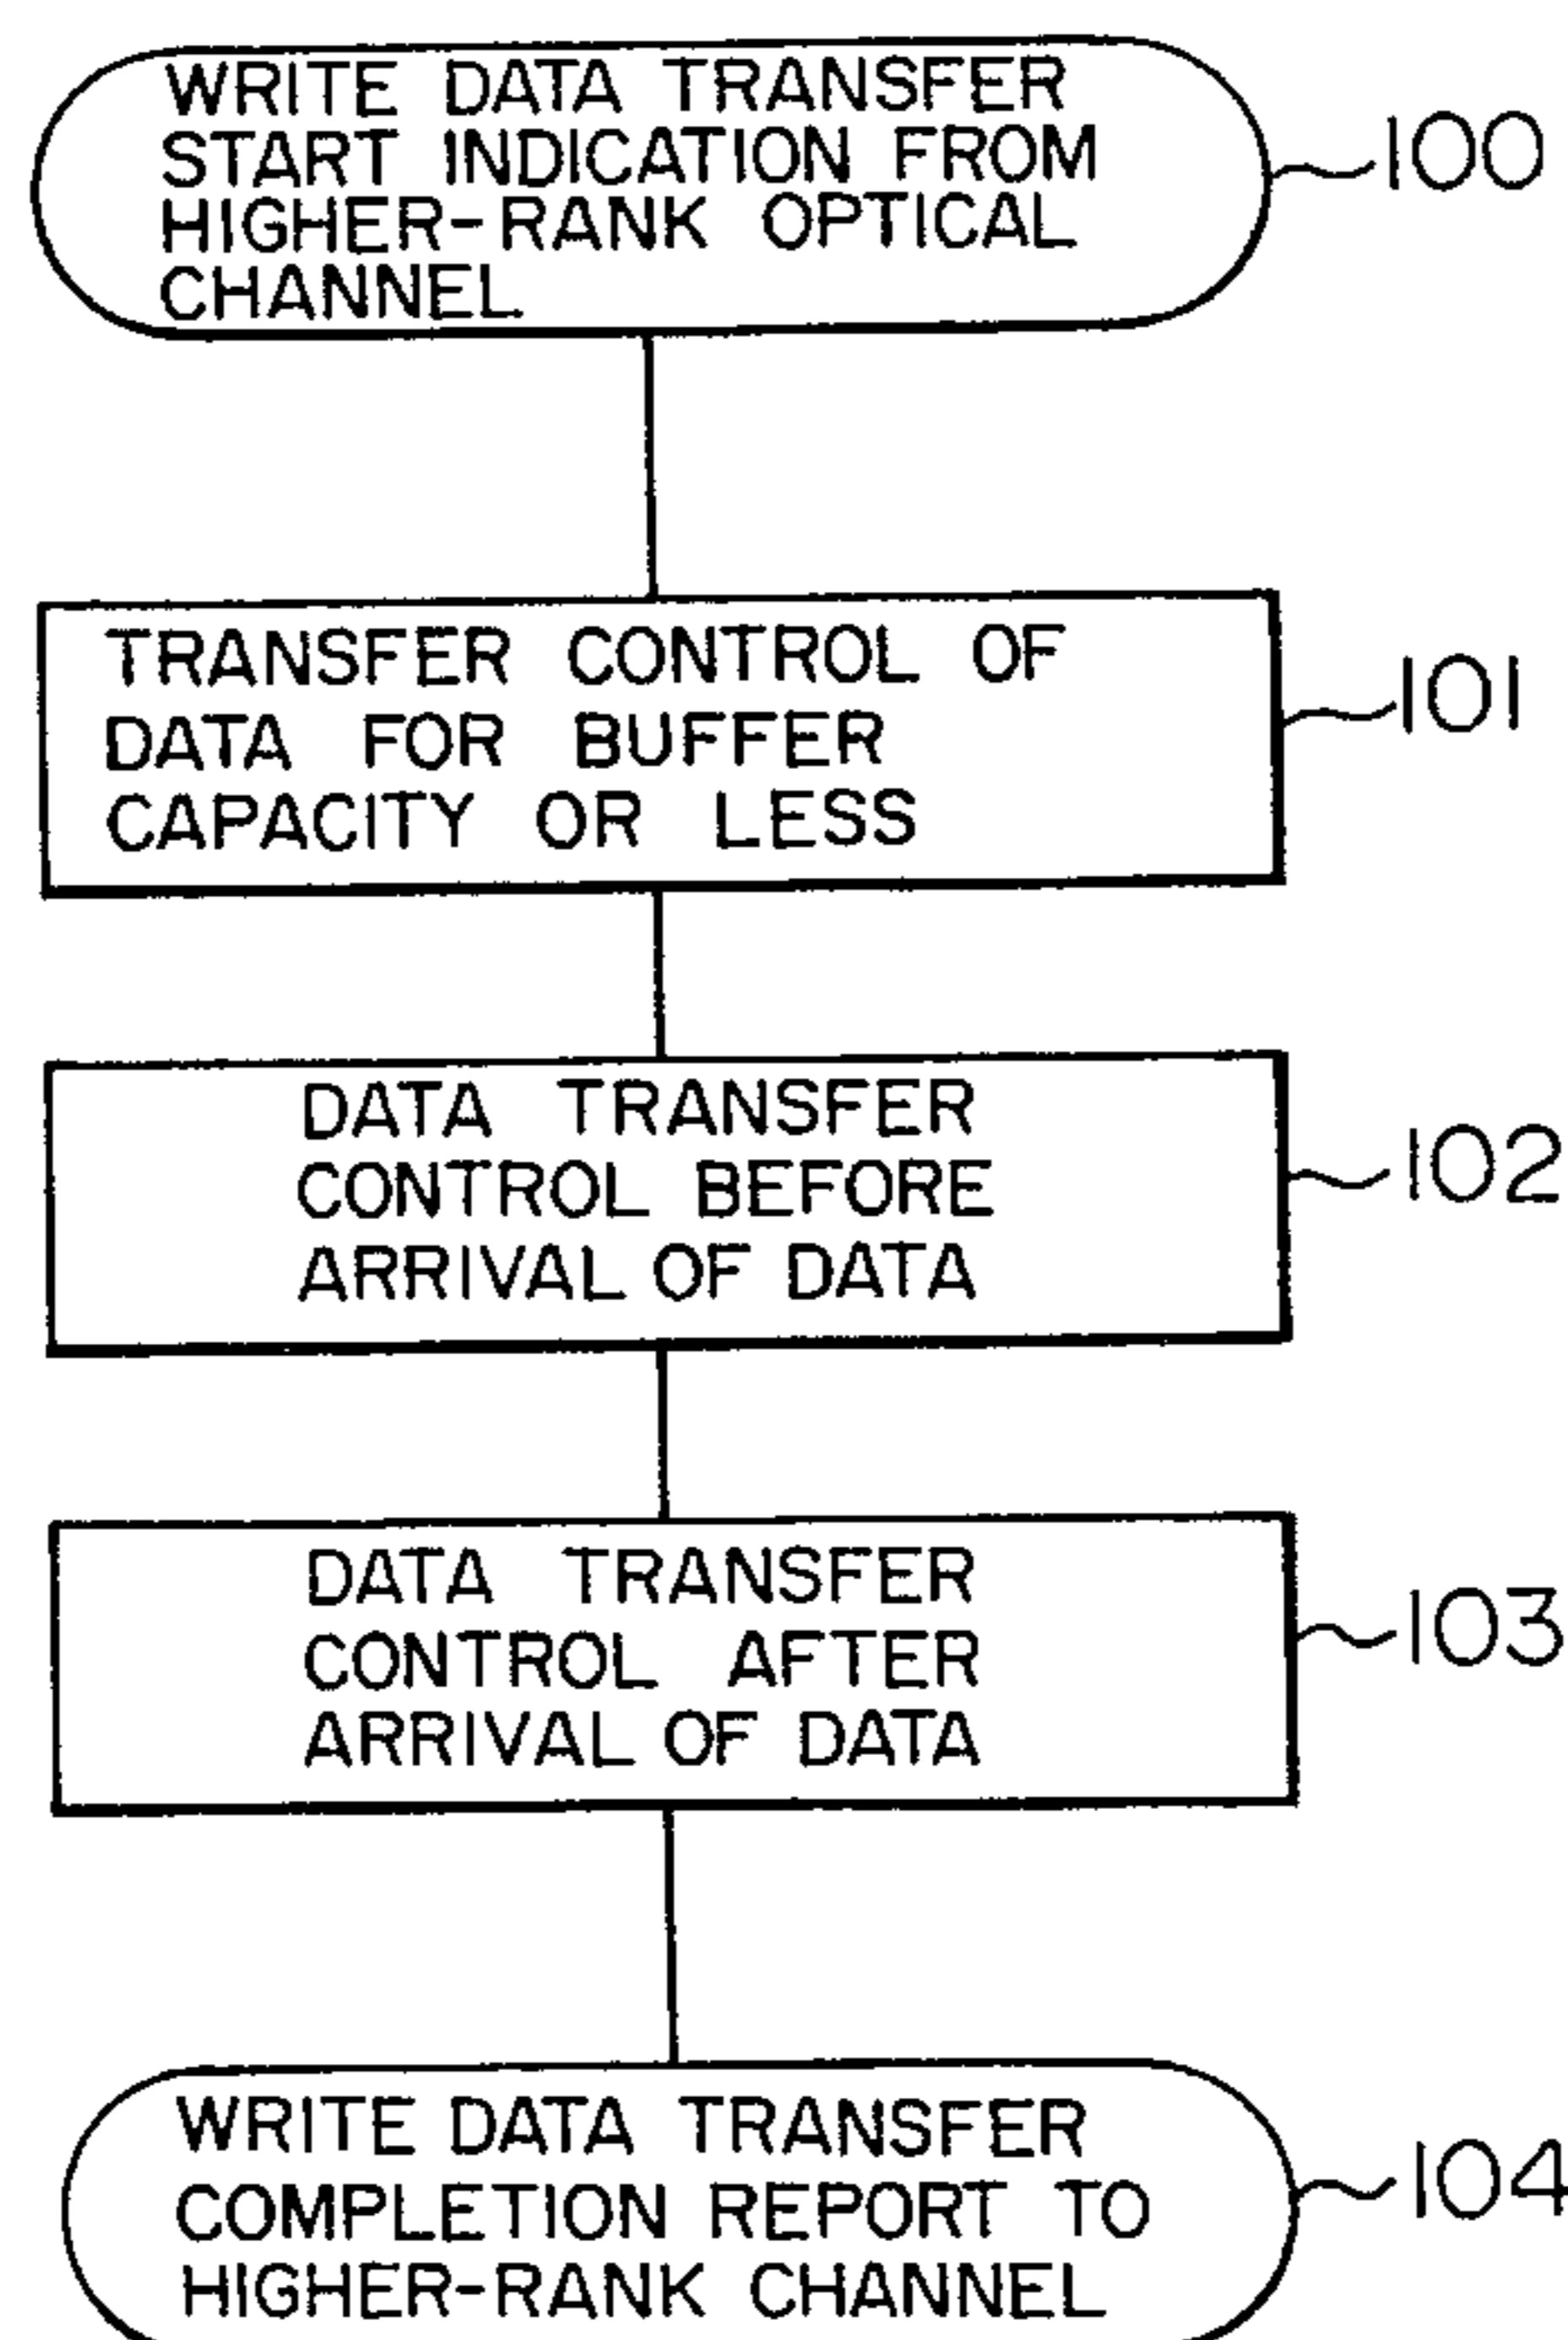 WRITE DATA TRANSFER
START INDICATION FROM
HIGHER-RANK OPTICAL
CHANNEL
100
TRANSFER CONTROL OF
DATA FOR BUFFER
CAPACITY OR LESS
101
DATA TRANSFER
CONTROL BEFORE
ARRIVAL OF DATA
102
DATA TRANSFER
CONTROL AFTER
ARRIVAL OF DATA
103
WRITE DATA TRANSFER
COMPLETION REPORT TO
HIGHER-RANK CHANNEL
104